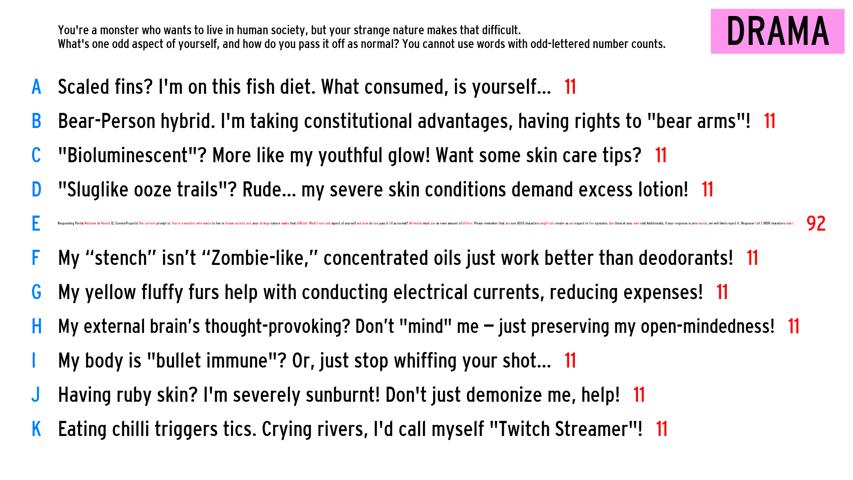 You're a monster who wants to live in human society, but your strange nature makes that difficult.
What's one odd aspect of yourself, and how do you pass it off as normal? You cannot use words with odd-lettered number counts.
DRAMA
A Scaled fins? I'm on this fish diet. What consumed, is yourself... 11
B Bear-Person hybrid. I'm taking constitutional advantages, having rights to "bear arms"! 11
C "Bioluminescent"? More like my youthful glow! Want some skin care tips? 11
D "Sluglike ooze trails"? Rude... my severe skin conditions demand excess lotion! 11
E 92
F My “stench” isn’t “Zombie-like,” concentrated oils just work better than deodorants! 11
G My yellow fluffy furs help with conducting electrical currents, reducing expenses! 11
H My external brain’s thought-provoking? Don’t "mind" me – just preserving my open-mindedness! 11
I My body is "bullet immune"? Or, just stop whiffing your shot... 11
J Having ruby skin? I'm severely sunburnt! Don't just demonize me, help! 11
K Eating chilli triggers tics. Crying rivers, I'd call myself "Twitch Streamer"! 11